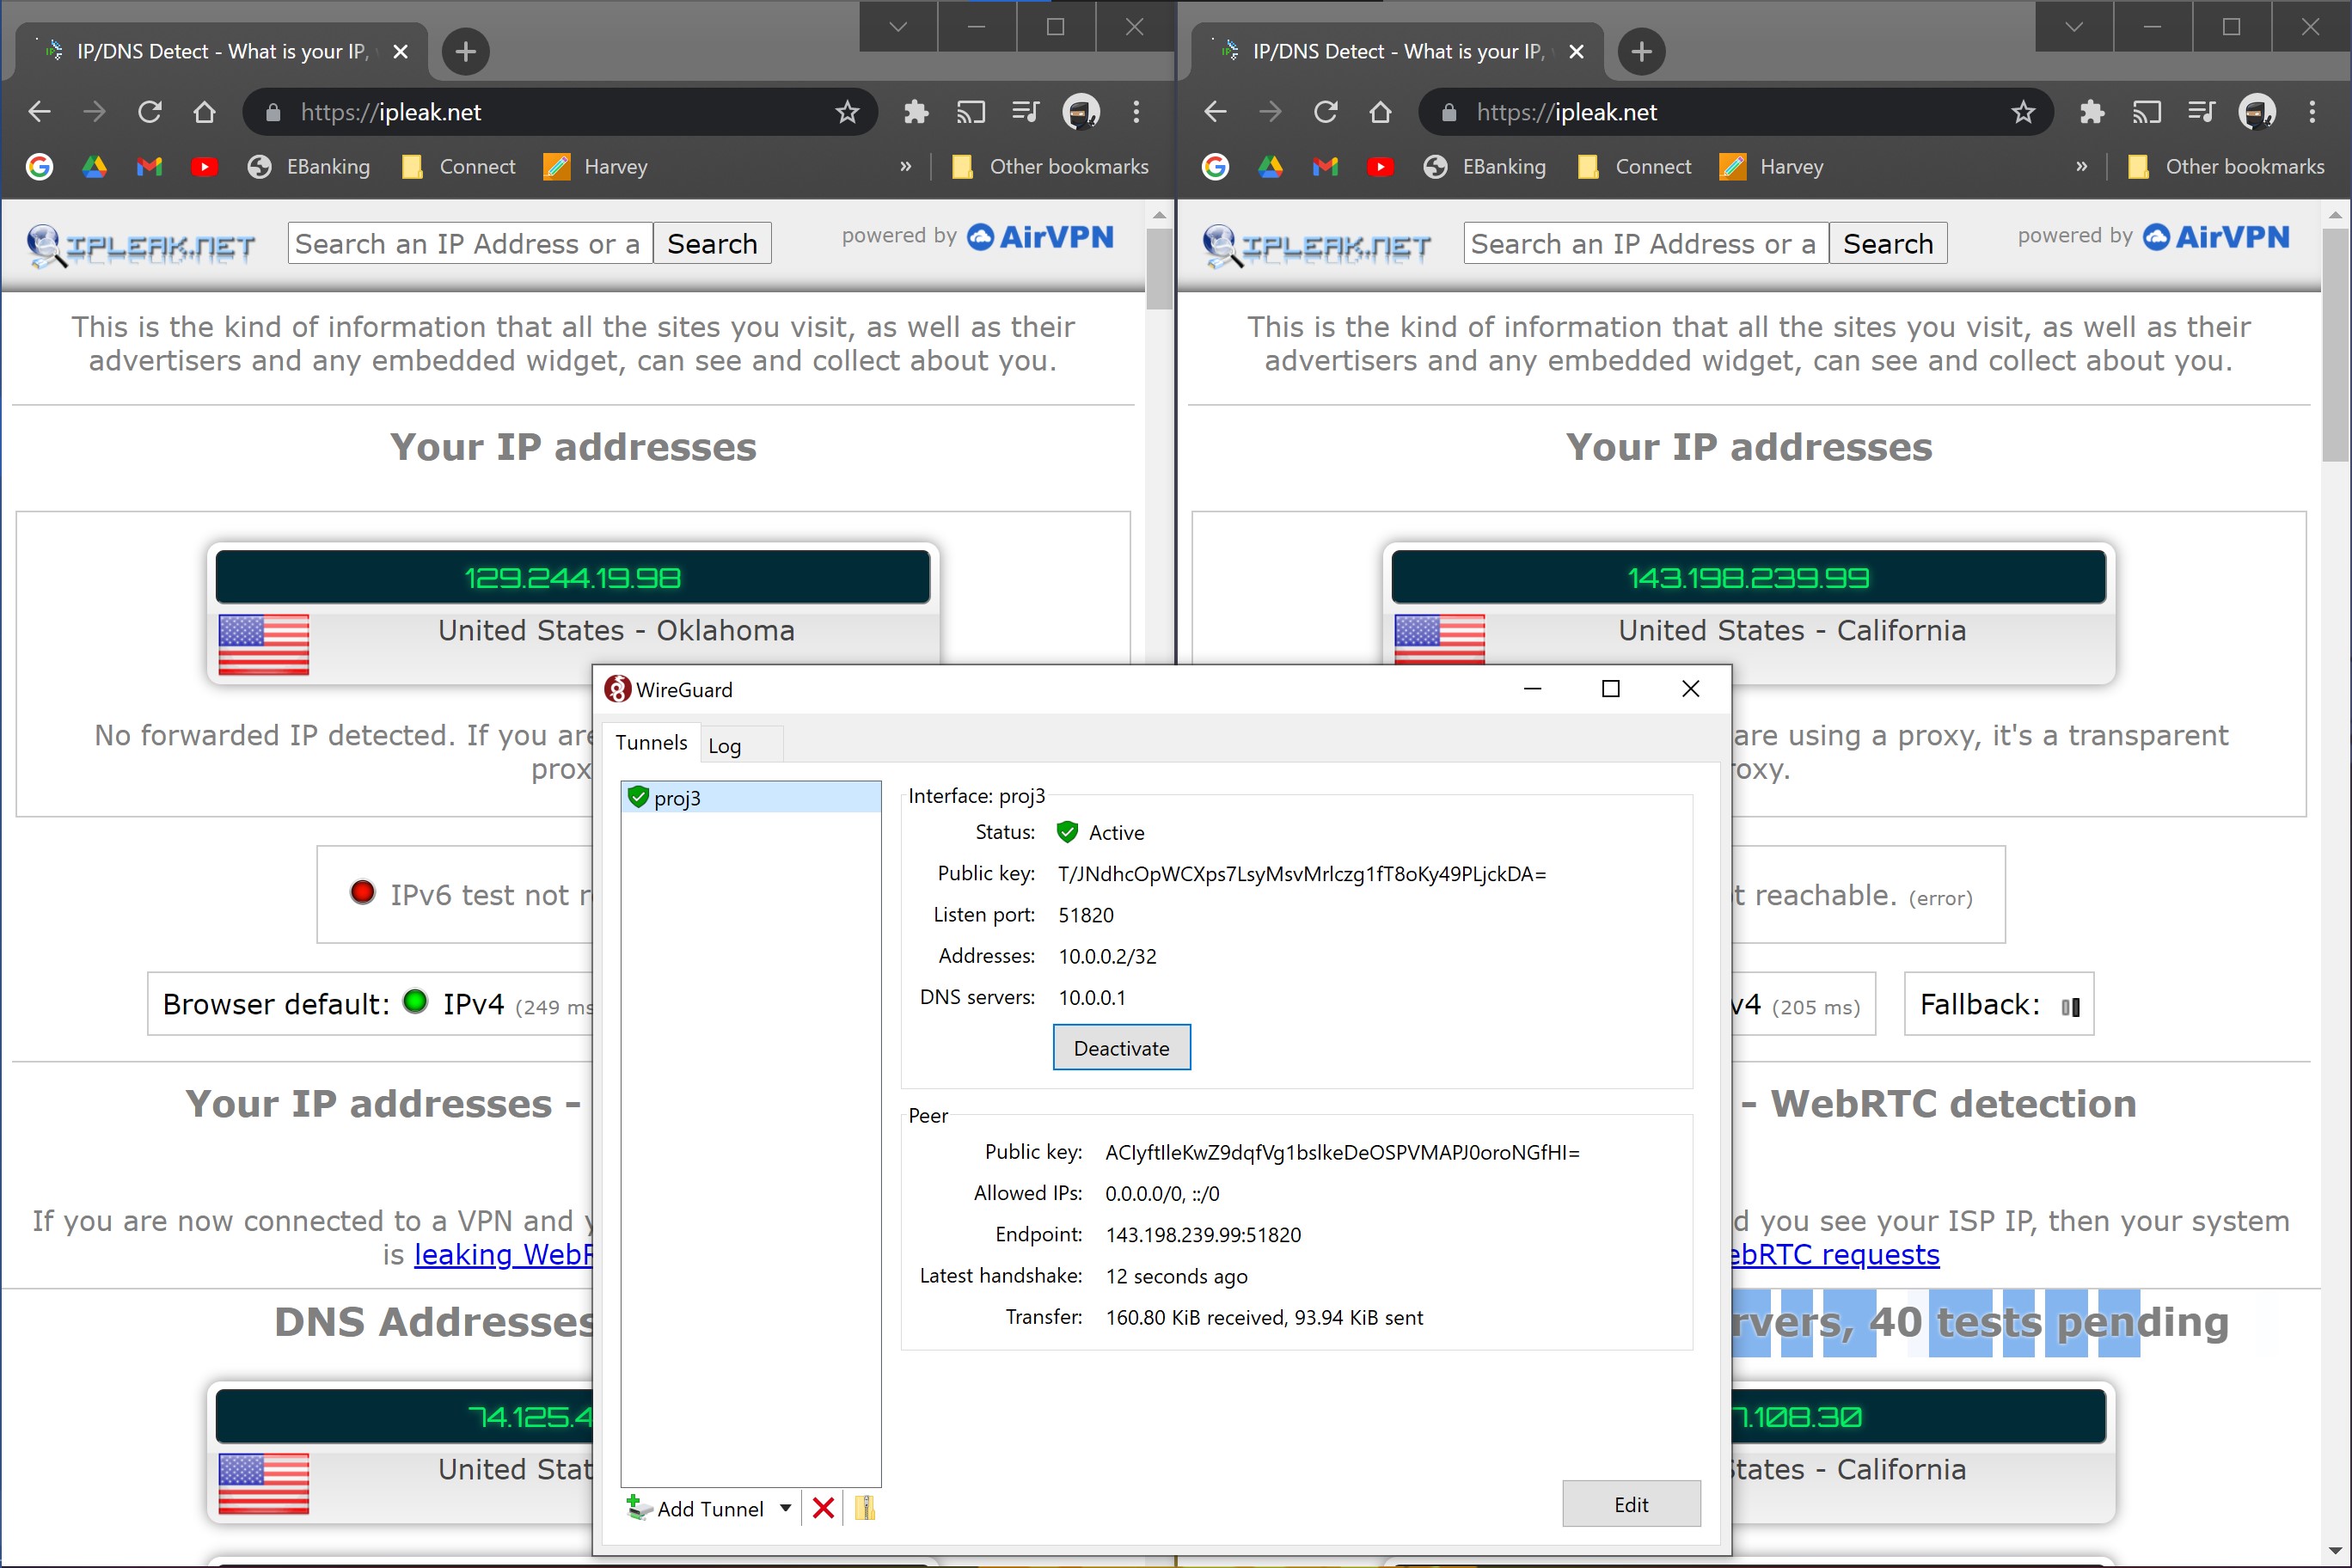 IP/DNS Detect - What is your IP,
https://ipleak.net
EBanking
Connect
Harvey
»
Other bookmarks
IPLEAK.NET
Search an IP Address or a
Search
powered by AirVPN
This is the kind of information that all the sites you visit, as well as their
advertisers and any embedded widget, can see and collect about you.
Your IP addresses
129.244.19.98
United States - Oklahoma
No forwarded IP detected. If you are
IPv6 test not
Browser default: IPv4 (249 ms
Your IP addresses -
If you are now connected to a VPN and
is leaking
DNS Addresses
74.125.4
United
IP/DNS Detect - What is your IP,
https://ipleak.net
EBanking
Connect
Harvey
»
Other bookmarks
IPLEAK.NET
Search an IP Address or a
Search
powered by AirVPN
This is the kind of information that all the sites you visit, as well as their
advertisers and any embedded widget, can see and collect about you.
Your IP addresses
143.198.239.99
United States - California
are using a proxy, it's a transparent
reachable. (error)
(205 ms)
Fallback:
- WebRTC detection
you see your ISP IP, then your system
requests
40 tests pending
.108.30
- California
WireGuard
Tunnels
Log
proj3
Interface: proj3
Status: Active
Public key: T/JNdhcOpWCXps7LsyMsvMrlczg1fT8oKy49PLjckDA=
Listen port: 51820
Addresses: 10.0.0.2/32
DNS servers: 10.0.0.1
Deactivate
Peer
Public key: AClyftlleKwZ9dqfVg1bslkeDeOSPVMAPJ0oroNGfHI=
Allowed IPs: 0.0.0.0/0, ::/0
Endpoint: 143.198.239.99:51820
Latest handshake: 12 seconds ago
Transfer: 160.80 KiB received, 93.94 KiB sent
Add Tunnel
Edit